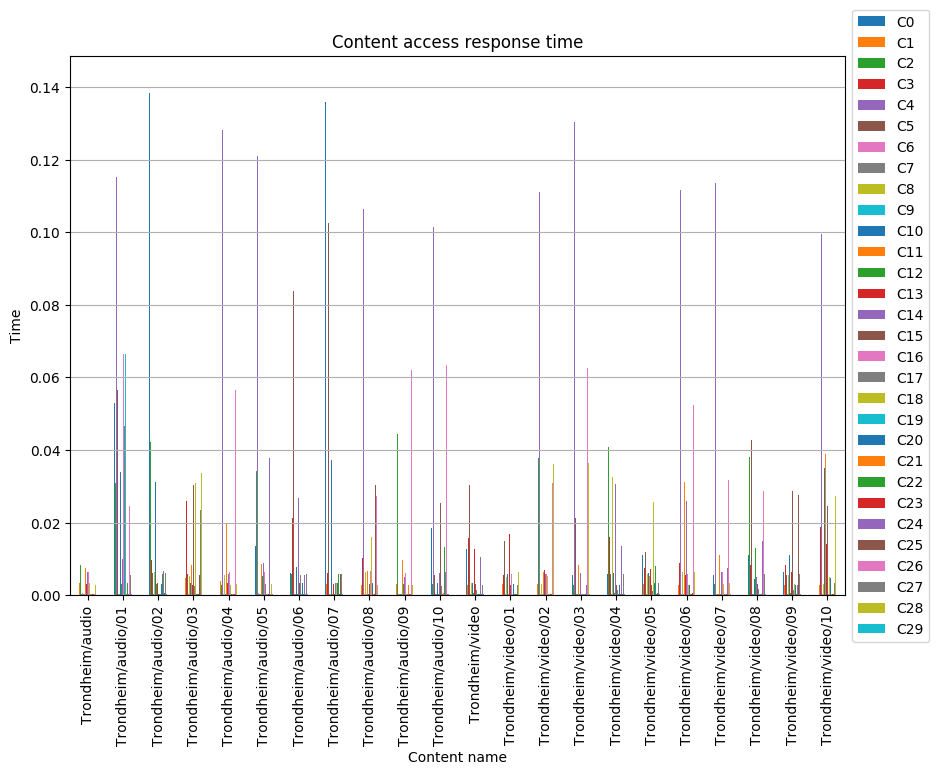 Content access response time
Time
0.14
0.12
0.10
0.08
0.06
0.04
0.02
0.00
Trondheim/audio
Trondheim/audio/01
Trondheim/audio/02
Trondheim/audio/03
Trondheim/audio/04
Trondheim/audio/05
Trondheim/audio/06
Trondheim/audio/07
Trondheim/audio/08
Trondheim/audio/09
Trondheim/audio/10
Trondheim/video
Trondheim/video/01
Trondheim/video/02
Trondheim/video/03
Trondheim/video/04
Trondheim/video/05
Trondheim/video/06
Trondheim/video/07
Trondheim/video/08
Trondheim/video/09
Trondheim/video/10
Content name
C0
C1
C2
C3
C4
C5
C6
C7
C8
C9
C10
C11
C12
C13
C14
C15
C16
C17
C18
C19
C20
C21
C22
C23
C24
C25
C26
C27
C28
C29